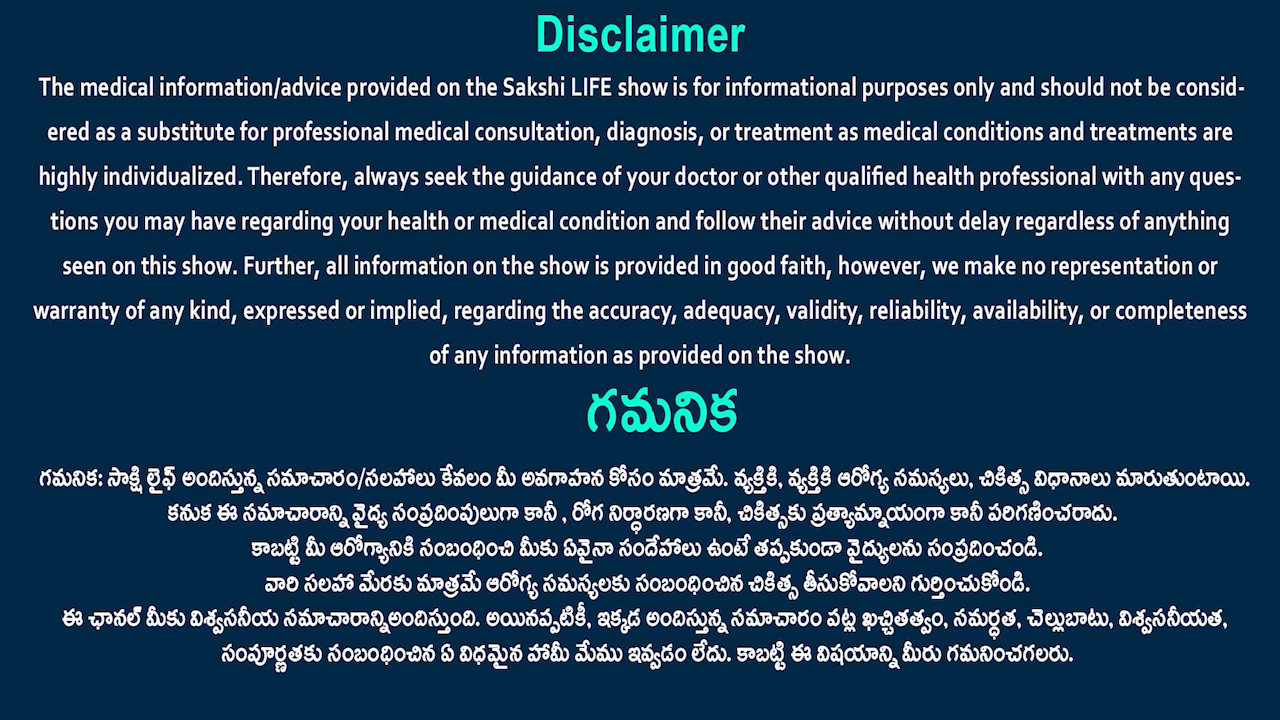 Disclaimer
The medical information/advice provided on the Sakshi LIFE show is for informational purposes only and should not be consid-
ered as a substitute for professional medical consultation, diagnosis, or treatment as medical conditions and treatments are
highly individualized. Therefore, always seek the guidance of your doctor or other qualified health professional with any ques-
tions you may have regarding your health or medical condition and follow their advice without delay regardless of anything
seen on this show. Further, all information on the show is provided in good faith, however, we make no representation or
warranty of any kind, expressed or implied, regarding the accuracy, adequacy, validity, reliability, availability, or completeness
of any information as provided on the show.
గమనిక
గమనిక: సాక్షి లైఫ్ అందిస్తున్న సమాచారం/సలహాలు కేవలం మీ అవగాహన కోసం మాత్రమే. వ్యక్తికి, వ్యక్తికి ఆరోగ్య సమస్యలు, చికిత్స విధానాలు మారుతుంటాయి.
కనుక ఈ సమాచారాన్ని వైద్య సంప్రదింపులుగా కానీ , రోగ నిర్ధారణగా కానీ, చికిత్సకు ప్రత్యామ్నాయంగా కానీ పరిగణించరాదు.
కాబట్టి మీ ఆరోగ్యానికి సంబంధించి మీకు ఏవైనా సందేహాలు ఉంటే తప్పకుండా వైద్యులను సంప్రదించండి.
వారి సలహా మేరకు మాత్రమే ఆరోగ్య సమస్యలకు సంబంధించిన చికిత్స తీసుకోవాలని గుర్తించుకోండి.
ఈ ఛానల్ మీకు విశ్వసనీయ సమాచారాన్నిఅందిస్తుంది. అయినప్పటికీ, ఇక్కడ అందిస్తున్న సమాచారం పట్ల ఖచ్చితత్వం, సమర్ధత, చెల్లుబాటు, విశ్వసనీయత,
సంపూర్ణతకు సంబంధించిన ఏ విధమైన హామీ మేము ఇవ్వడం లేదు. కాబట్టి ఈ విషయాన్ని మీరు గమనించగలరు.